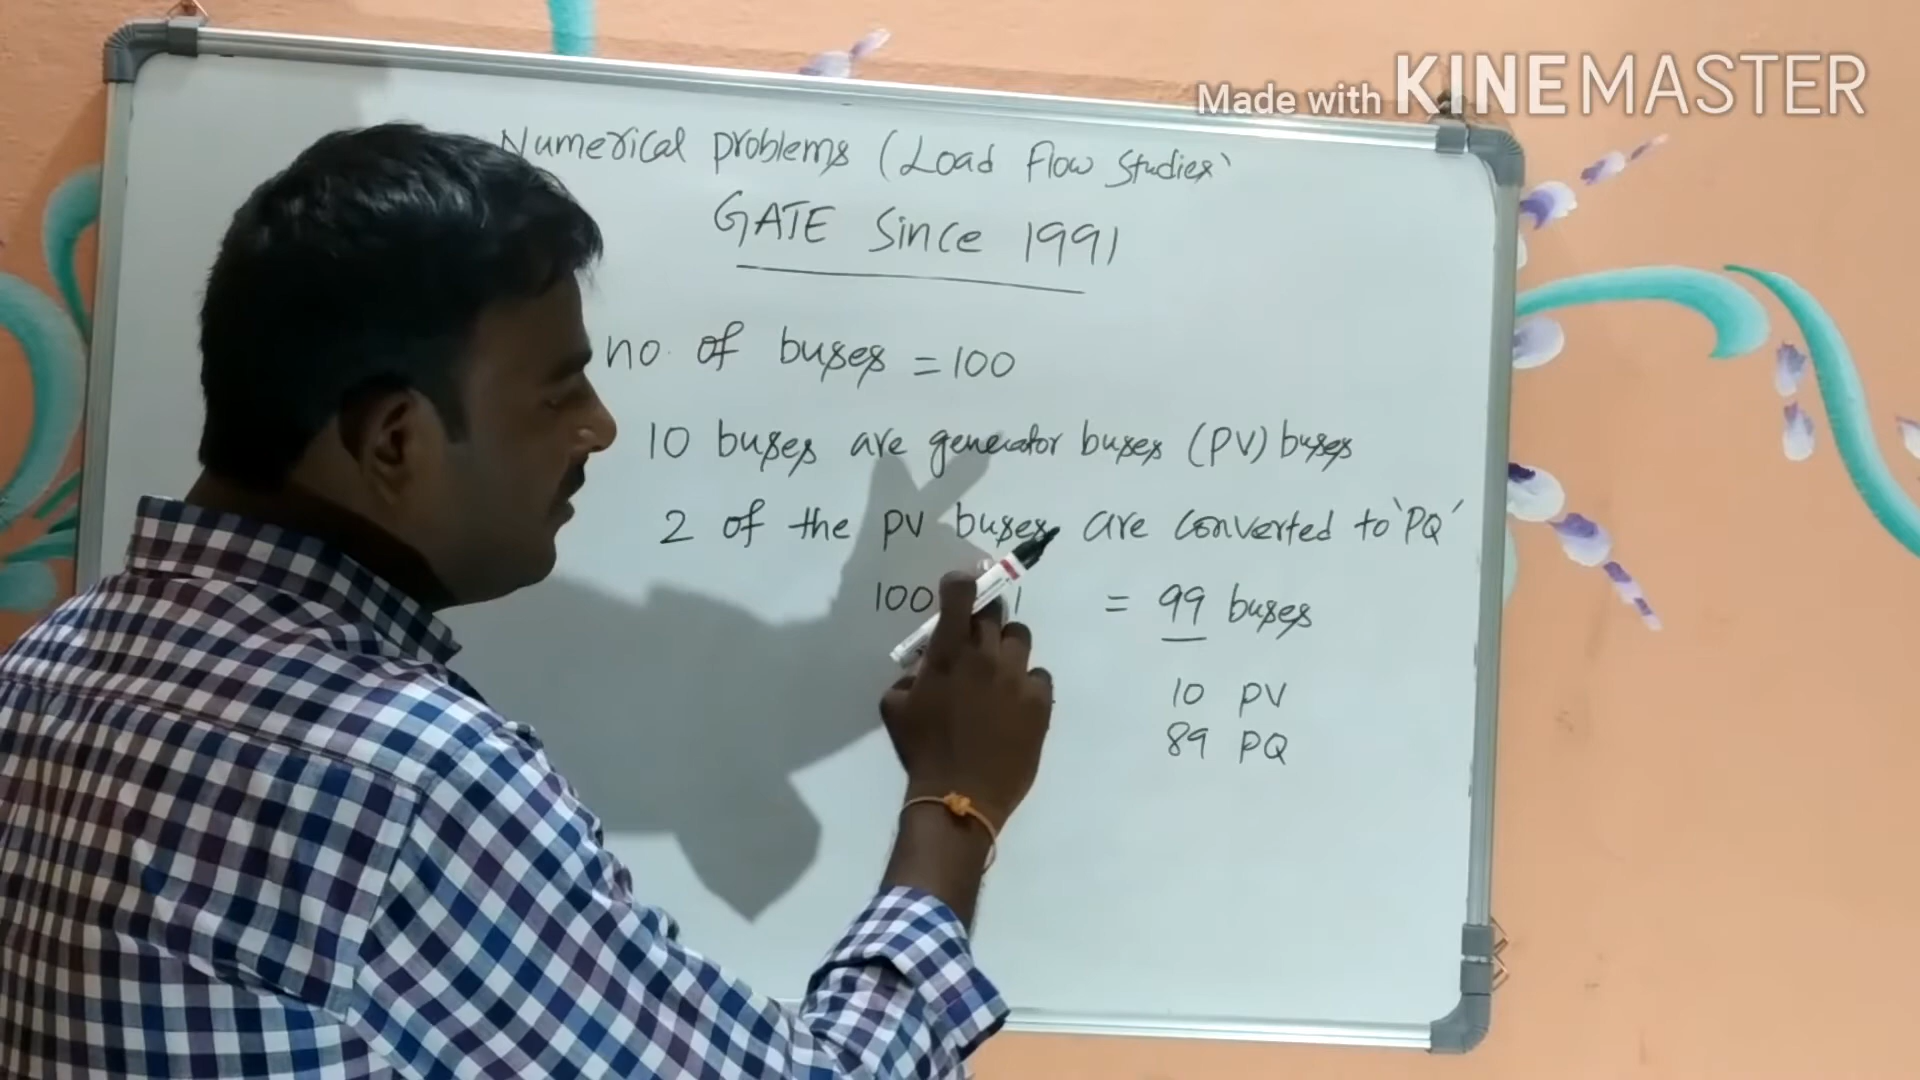 Made with KINEMASTER
Numerical problems (Load flow studies)
GATE Since 1991
no. of buses = 100
10 buses are generator buses (PV) buses
2 of the PV buses are converted to 'PQ'
100 1 = 99 buses
10 PV
89 PQ